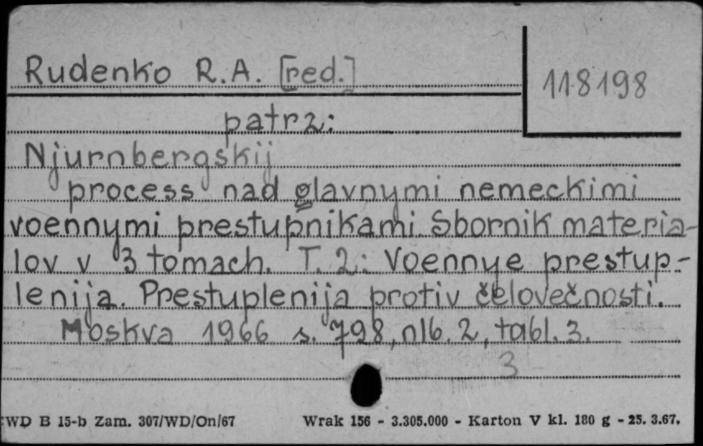 Rudenko R.A. [red.]
118198
patrz:
Njurnbergskij
process nad glavnymi nemeckimi
voennymi prestupnikami. Sbornik materia-
lov v 3 tomach. T. 2: Voennye prestup-
lenija. Prestuplenija protiv čelovečnosti.
Moskva 1966 s. 798, nlb. 2, tabl. 3.
3
WD B 15-b Zam. 307/WD/On/67 Wrak 156 - 3.305.000 - Karton V kl. 180 g - 25. 3.67.